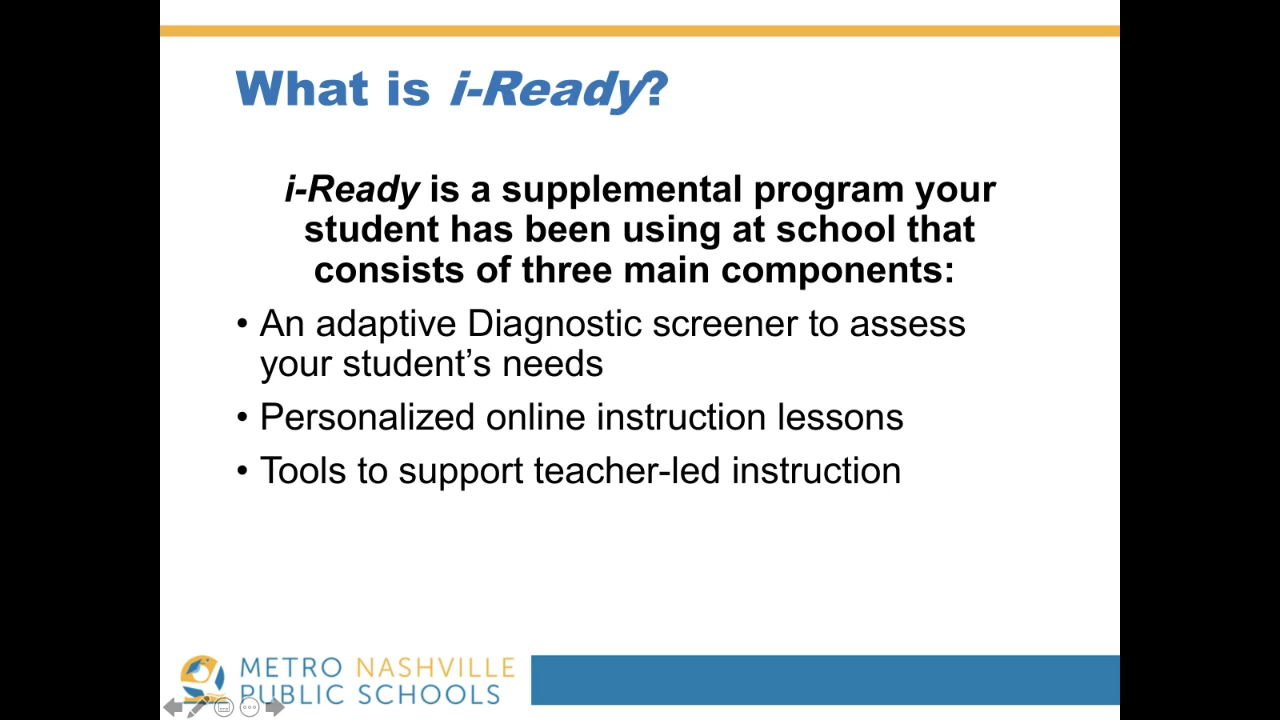 What is i-Ready?
i-Ready is a supplemental program your
student has been using at school that
consists of three main components:
• An adaptive Diagnostic screener to assess
your student’s needs
• Personalized online instruction lessons
• Tools to support teacher-led instruction
METRO NASHVILLE
PUBLIC SCHOOLS